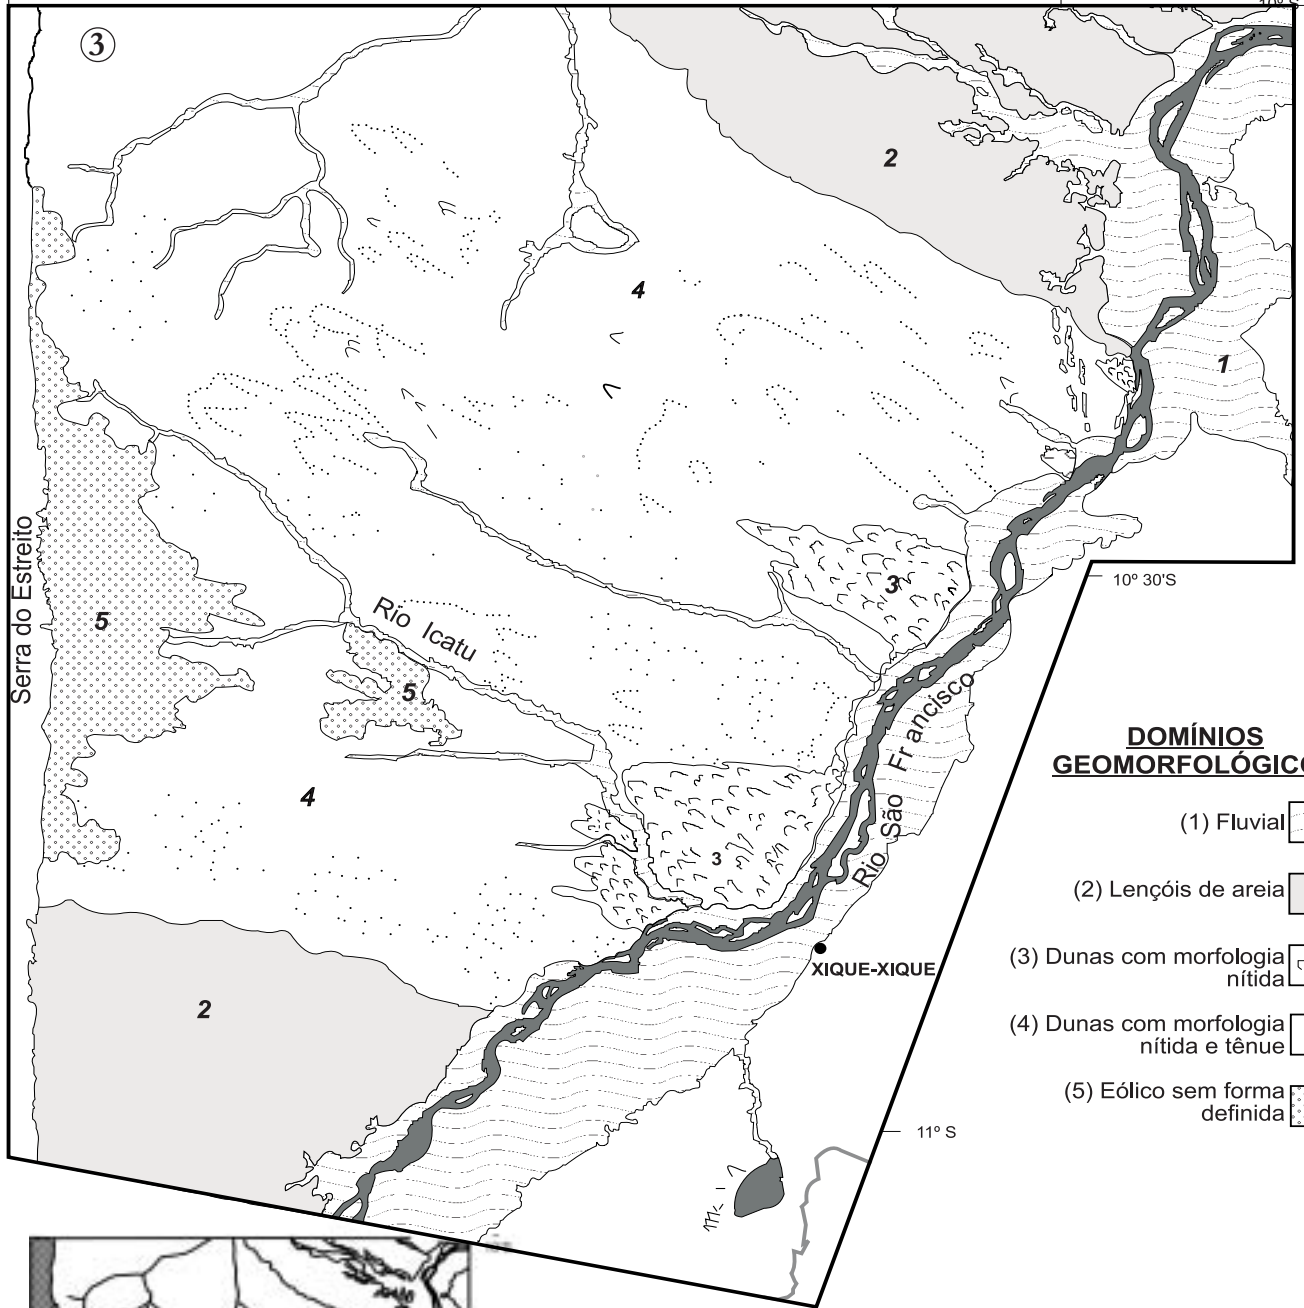 10º S
③
2
4
1
3
10º 30'S
Serra do Estreito
5
Rio Icatu
5
Rio São Francisco
DOMÍNIOS
GEOMORFOLÓGICO
(1) Fluvial
4
3
(2) Lençóis de areia
XIQUE-XIQUE
(3) Dunas com morfologia
nítida
2
(4) Dunas com morfologia
nítida e tênue
(5) Eólico sem forma
definida
11º S